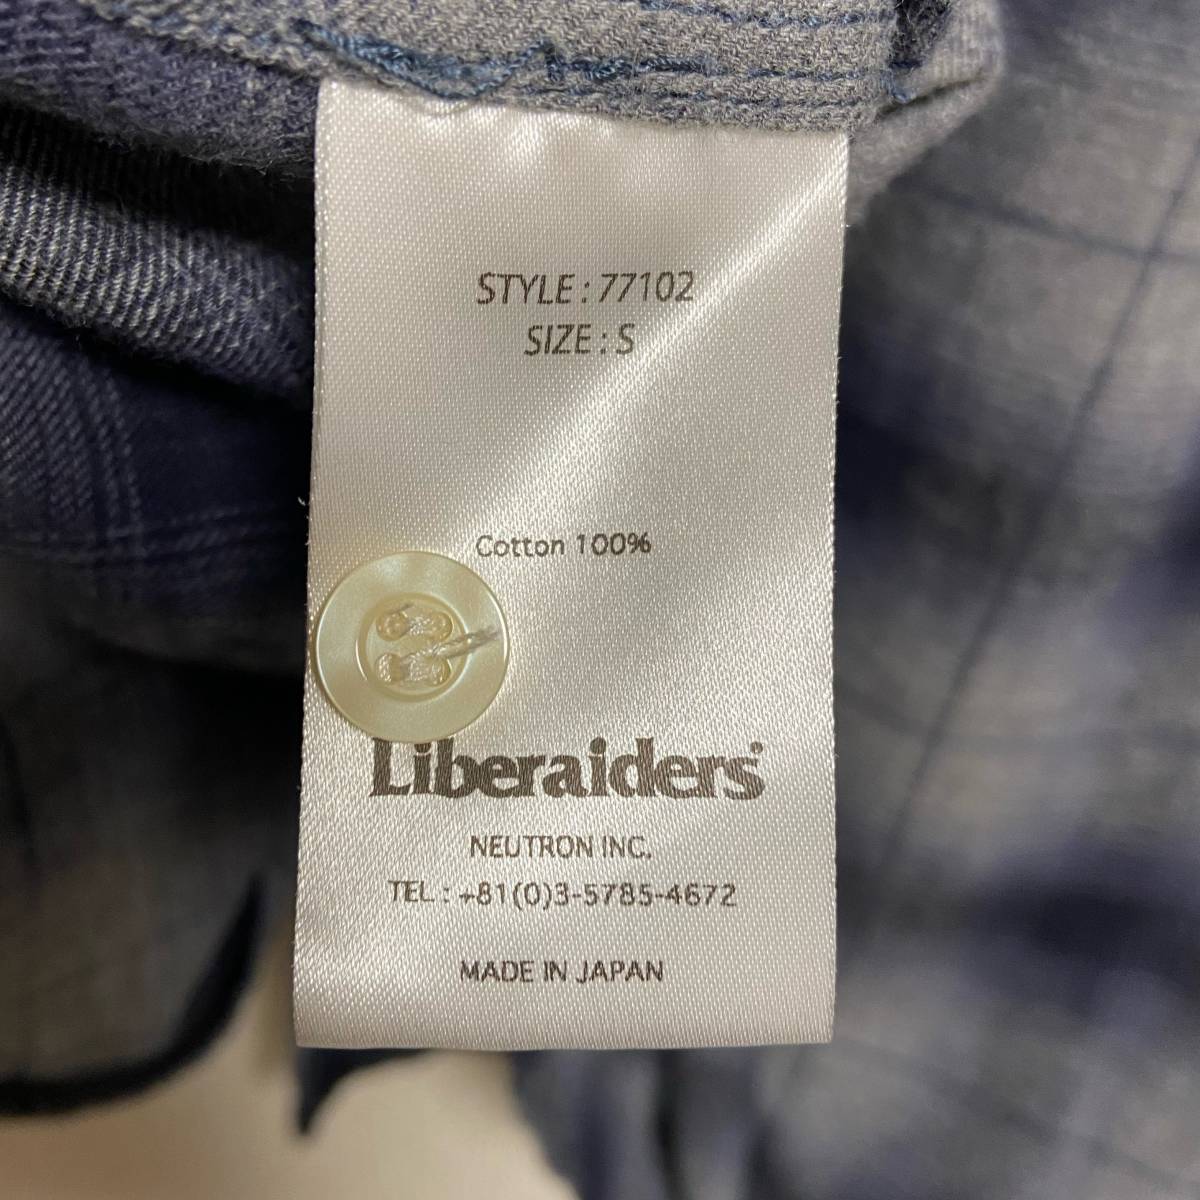 STYLE : 77102
SIZE : S
Cotton 100%
Liberaiders®
NEUTRON INC.
TEL : +81(0)3-5785-4672
MADE IN JAPAN